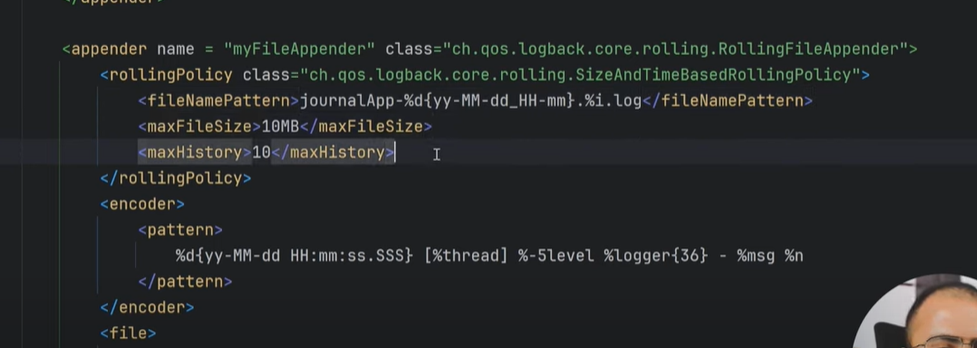 </appender>
<appender name = "myFileAppender" class="ch.qos.logback.core.rolling.RollingFileAppender">
<rollingPolicy class="ch.qos.logback.core.rolling.SizeAndTimeBasedRollingPolicy">
<fileNamePattern>journalApp-%d{yy-MM-dd_HH-mm}.%i.log</fileNamePattern>
<maxFileSize>10MB</maxFileSize>
<maxHistory>10</maxHistory>
</rollingPolicy>
<encoder>
<pattern>
%d{yy-MM-dd HH:mm:ss.SSS} [%thread] %-5level %logger{36} - %msg %n
</pattern>
</encoder>
<file>